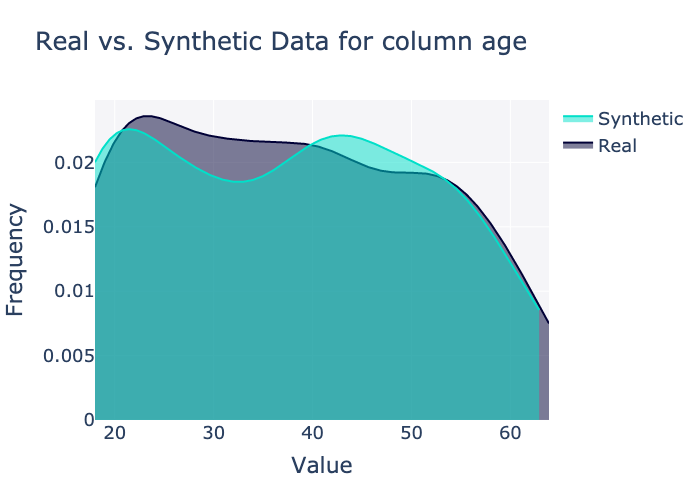 Real vs. Synthetic Data for column age
Synthetic
Real
Frequency
0.02
0.015
0.01
0.005
0
20 30 40 50 60
Value